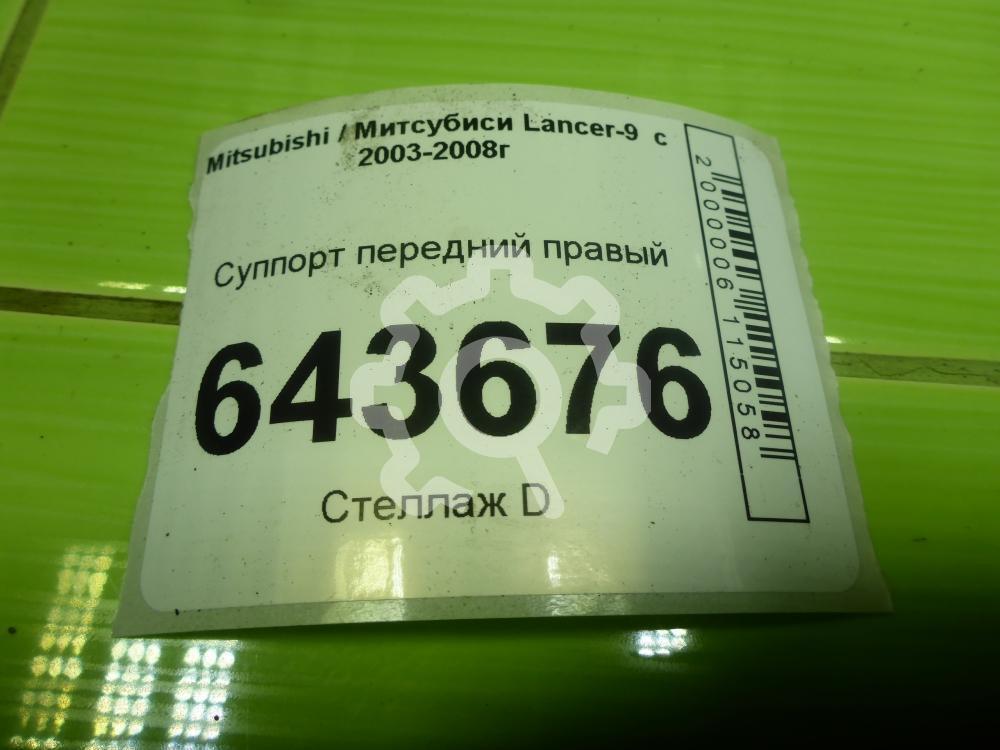 Mitsubishi / Митсубиси Lancer-9 с
2003-2008г
Суппорт передний правый
643676
Стеллаж D
2000006115058